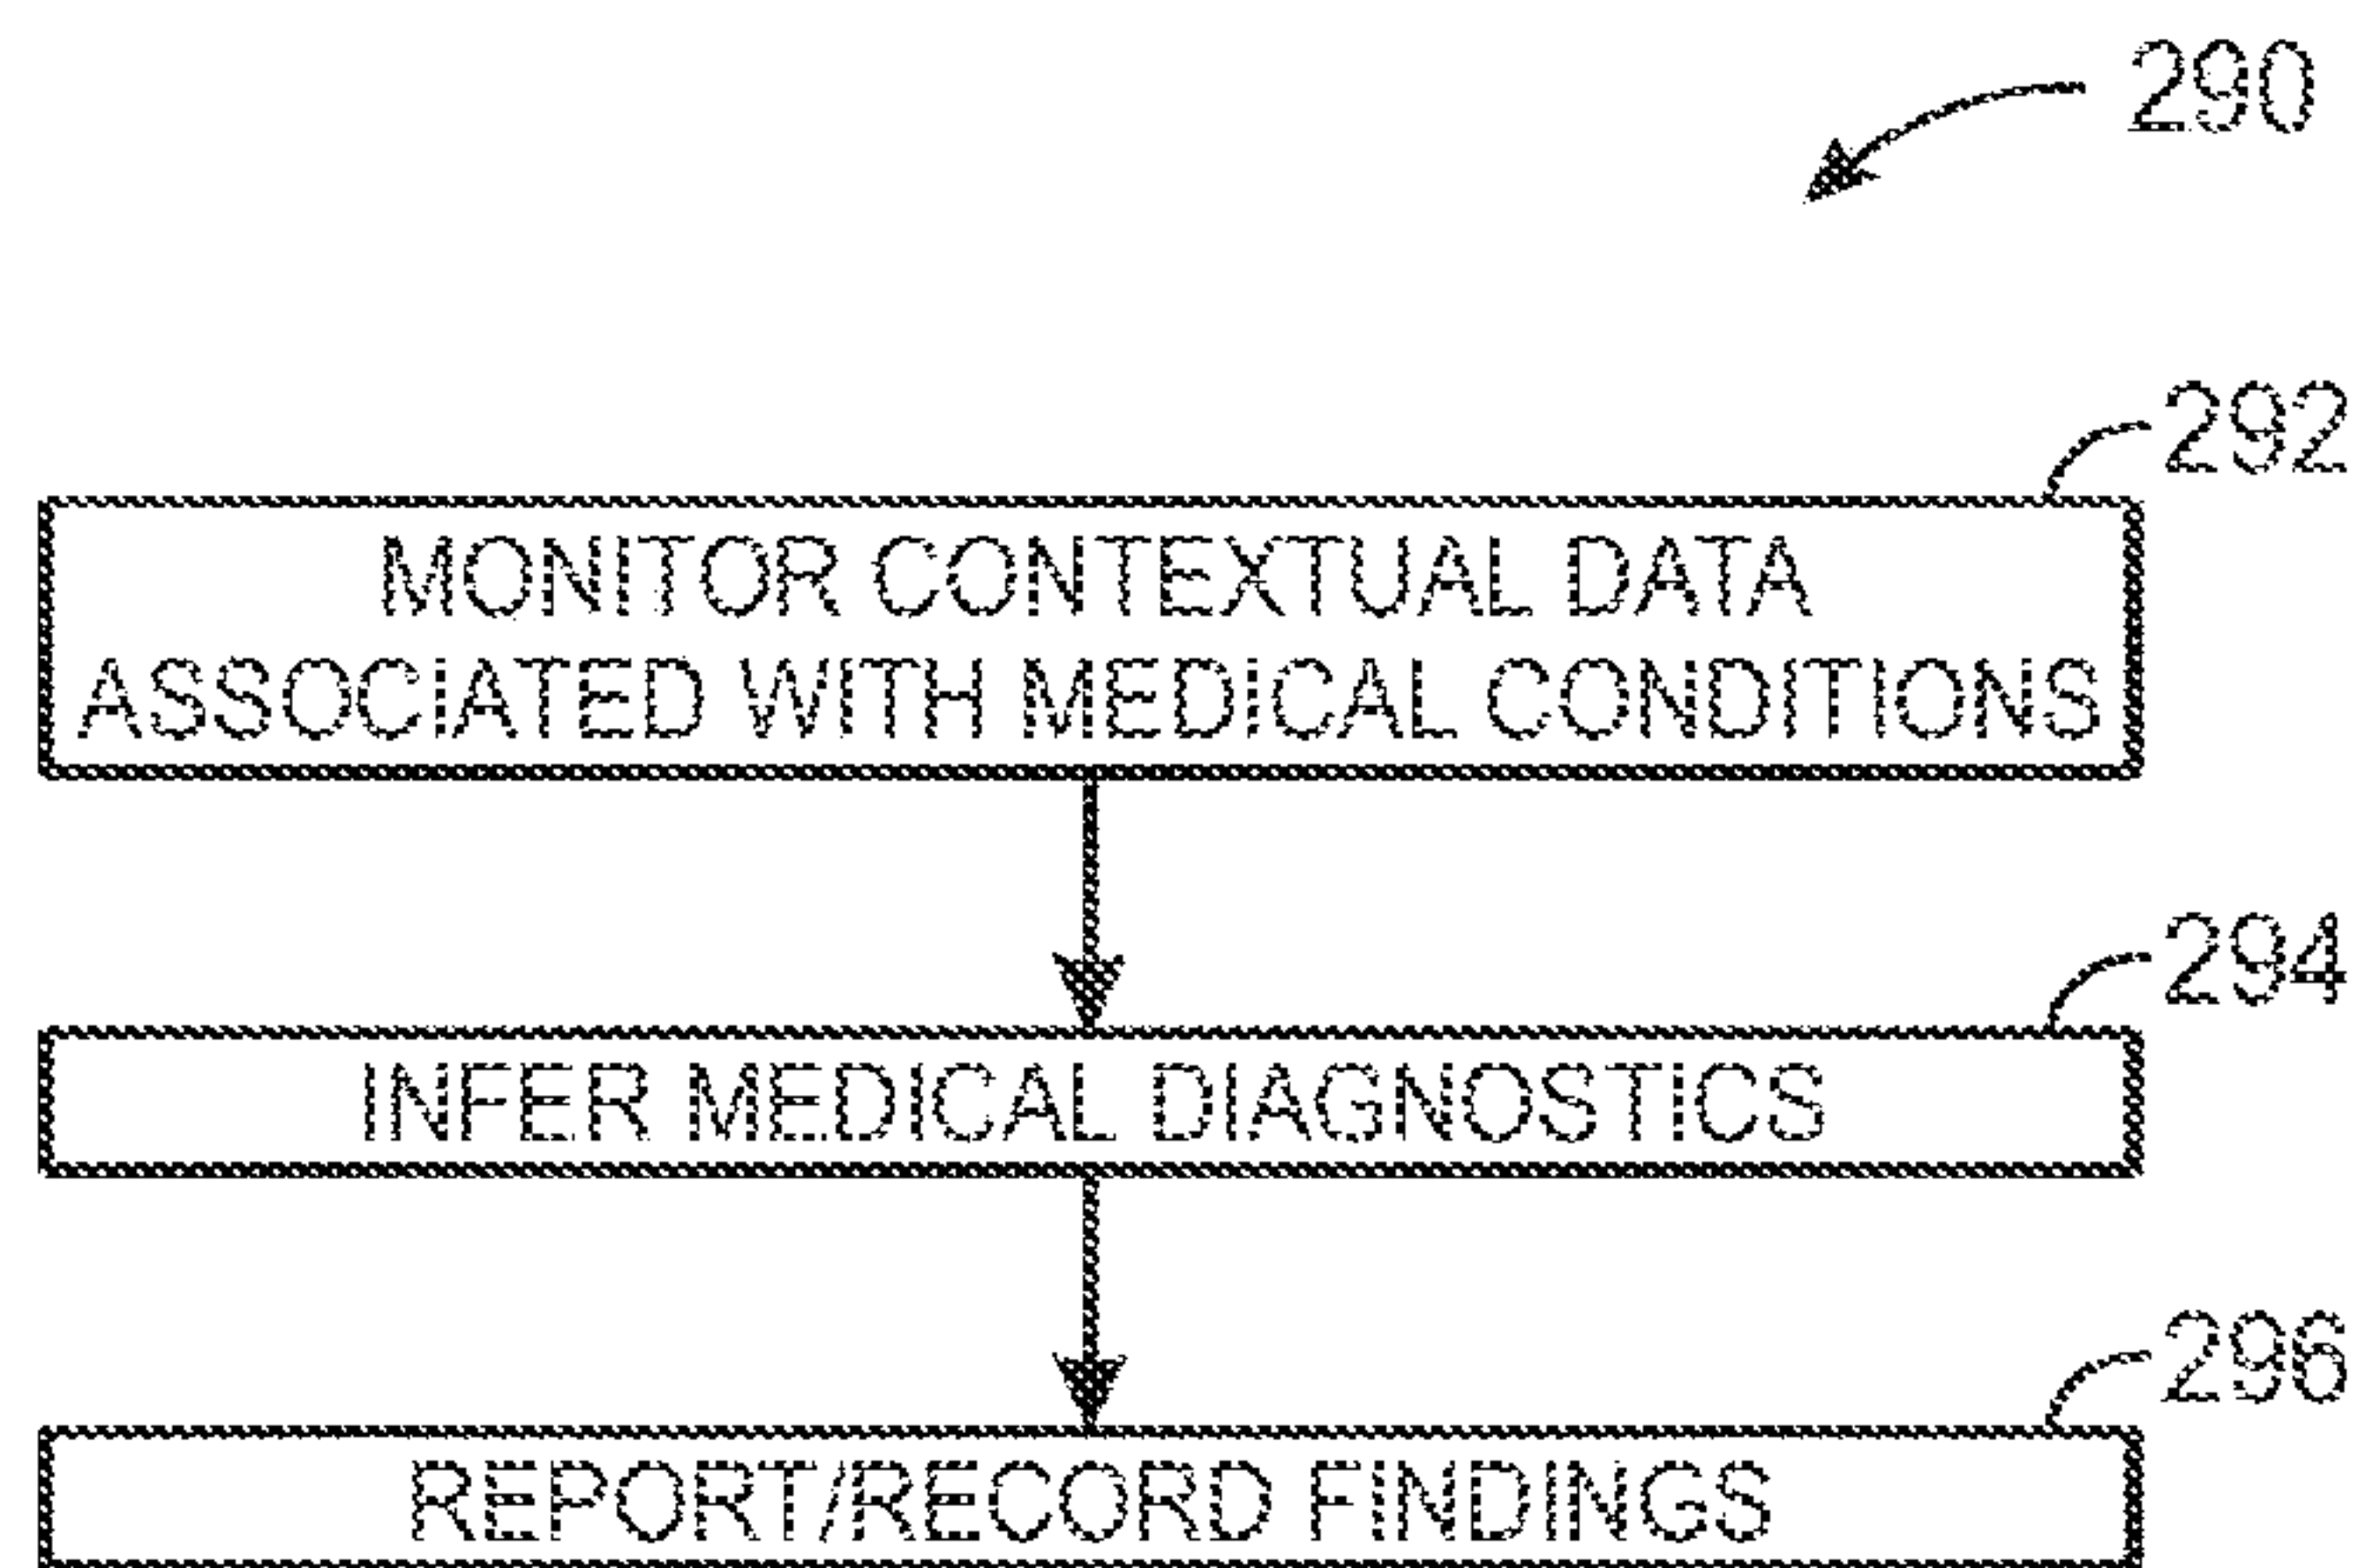 290
292
MONITOR CONTEXTUAL DATA
ASSOCIATED WITH MEDICAL CONDITIONS
294
INFER MEDICAL DIAGNOSTICS
296
REPORT/RECORD FINDINGS